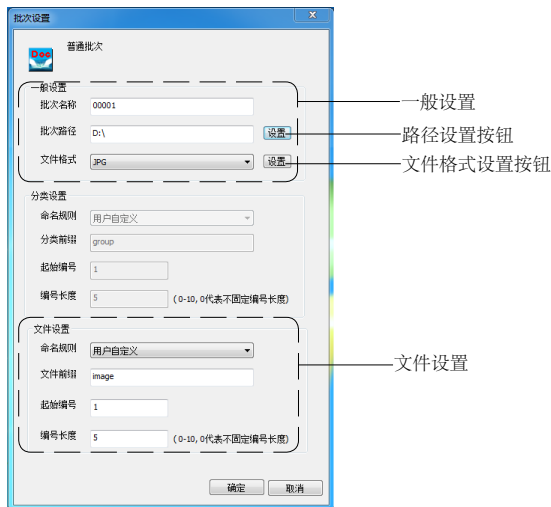 批次设置
x
Doc
普通批次
一般设置
批次名称 00001
批次路径 D:\ 设置
文件格式 JPG 设置
分类设置
命名规则 用户自定义
分类前缀 group
起始编号 1
编号长度 5 (0-10, 0代表不固定编号长度)
文件设置
命名规则 用户自定义
文件前缀 image
起始编号 1
编号长度 5 (0-10, 0代表不固定编号长度)
确定 取消
一般设置
路径设置按钮
文件格式设置按钮
文件设置